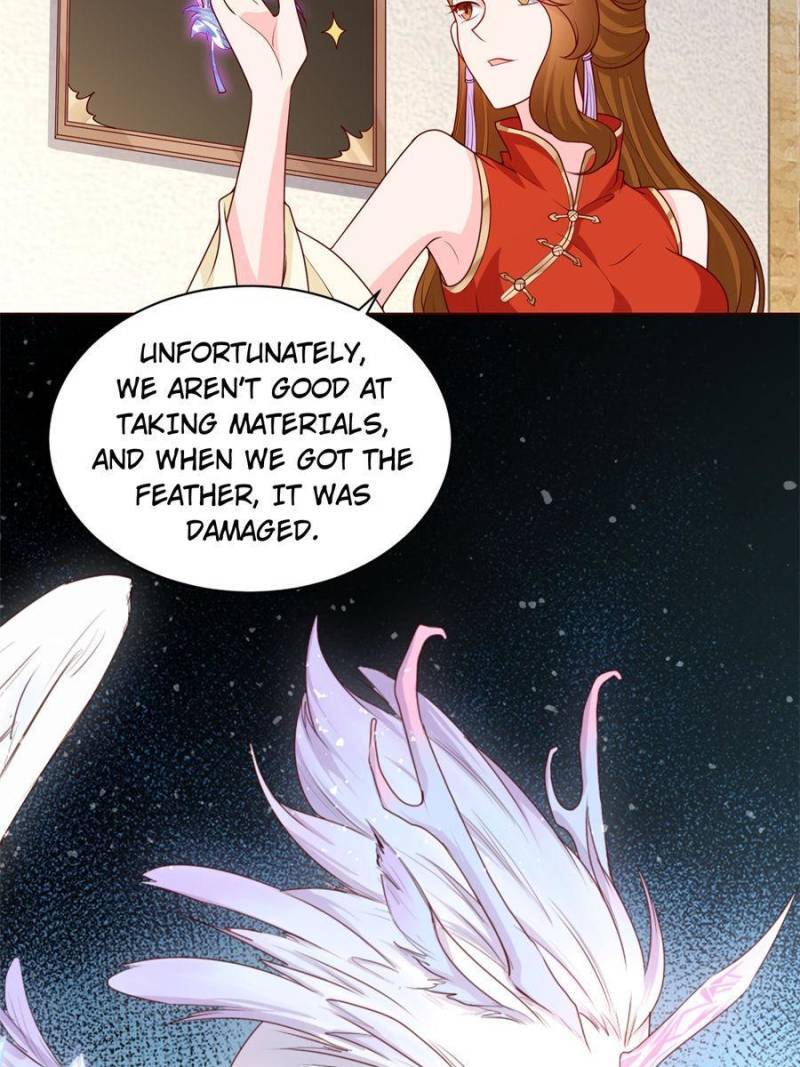 UNFORTUNATELY,
WE AREN'T GOOD AT
TAKING MATERIALS,
AND WHEN WE GOT THE
FEATHER, IT WAS
DAMAGED.